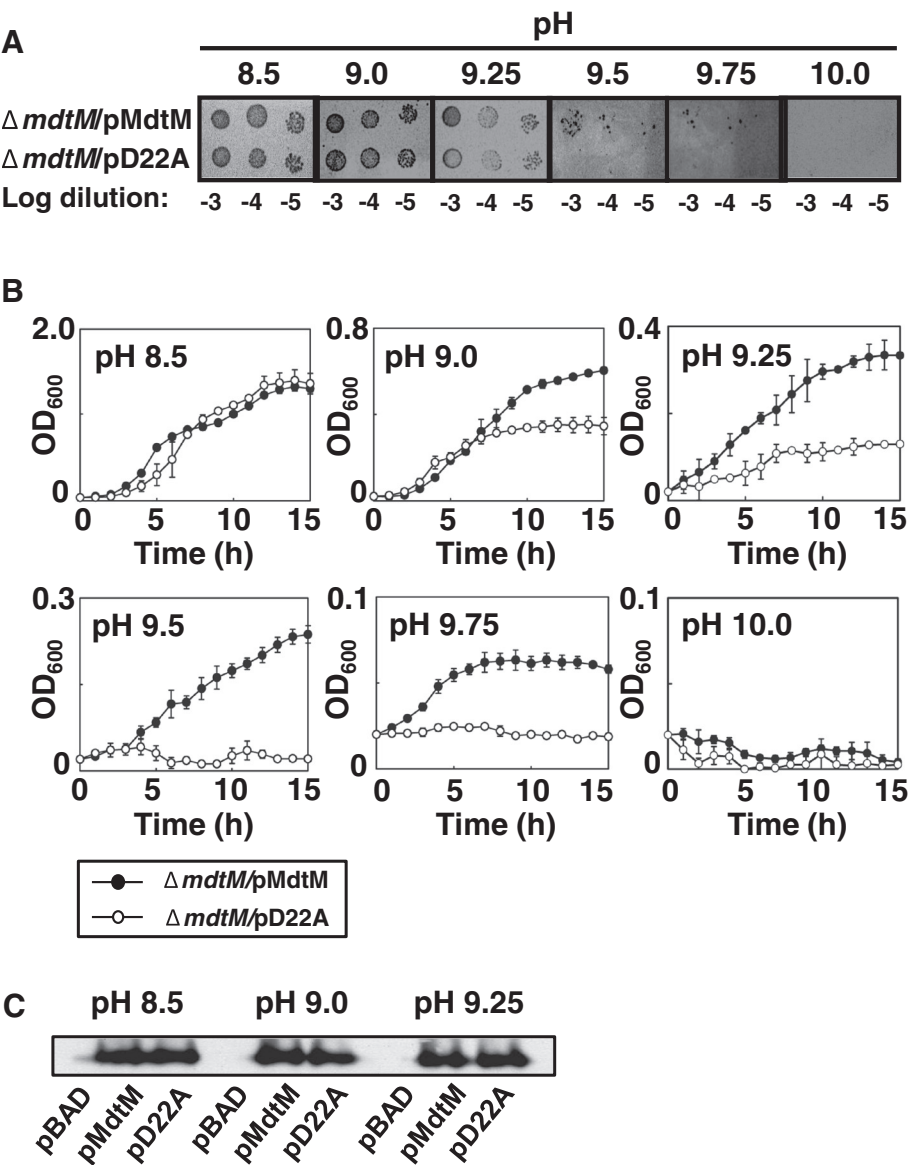 A
pH
8.5 9.0 9.25 9.5 9.75 10.0
Δ mdtM/pMdtM
Δ mdtM/pD22A
Log dilution: -3 -4 -5 -3 -4 -5 -3 -4 -5 -3 -4 -5 -3 -4 -5 -3 -4 -5
B
2.0 0.8 0.4
pH 8.5 pH 9.0 pH 9.25
OD600 OD600 OD600
0 0 0
0 5 10 15 0 5 10 15 0 5 10 15
Time (h) Time (h) Time (h)
0.3 0.1 0.1
pH 9.5 pH 9.75 pH 10.0
OD600 OD600 OD600
0 0 0
0 5 10 15 0 5 10 15 0 5 10 15
Time (h) Time (h) Time (h)
Δ mdtM/pMdtM
Δ mdtM/pD22A
C
pH 8.5 pH 9.0 pH 9.25
pBAD pMdtM pD22A pBAD pMdtM pD22A pBAD pMdtM pD22A